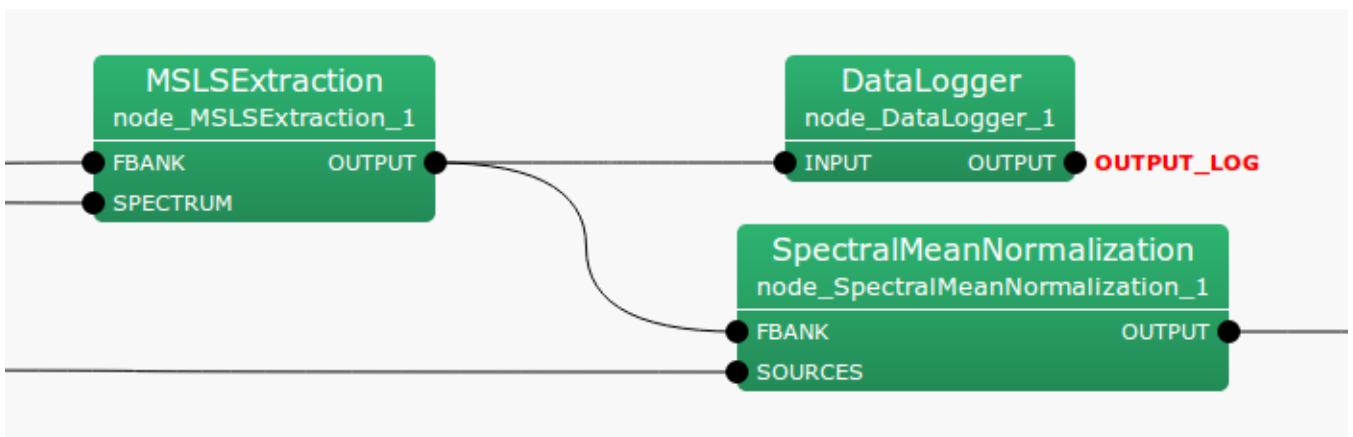 MSLSExtraction
node_MSLSExtraction_1
FBANK OUTPUT
SPECTRUM
DataLogger
node_DataLogger_1
INPUT OUTPUT OUTPUT_LOG
SpectralMeanNormalization
node_SpectralMeanNormalization_1
FBANK OUTPUT
SOURCES